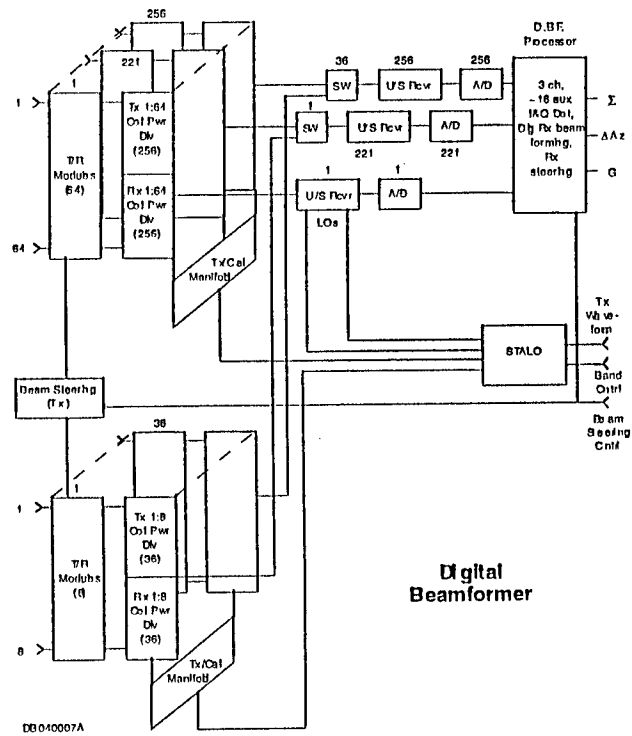 256
221
1
1
64
T/R
Modules
(64)
Tx 1:64
Col Pwr
Div
(256)
Rx 1:64
Col Pwr
Div
(256)
Tx/Cal
Manifold
36
SW
256
U/S Rcvr
256
A/D
1
SW
U/S Rcvr
221
A/D
221
1
U/S Rcvr
LOs
1
A/D
D.B.F.
Processor
3 ch,
~16 aux
I&Q Det,
Dig Rx beam
forming,
Rx
steering
Σ
ΔAz
G
STALO
Tx
Wave-
form
Band
Cntrl
Beam
Steering
Cntrl
Beam Steering
(Tx)
36
1
1
8
T/R
Modules
(8)
Tx 1:8
Col Pwr
Div
(36)
Rx 1:8
Col Pwr
Div
(36)
Tx/Cal
Manifold
Digital
Beamformer
DB040007A